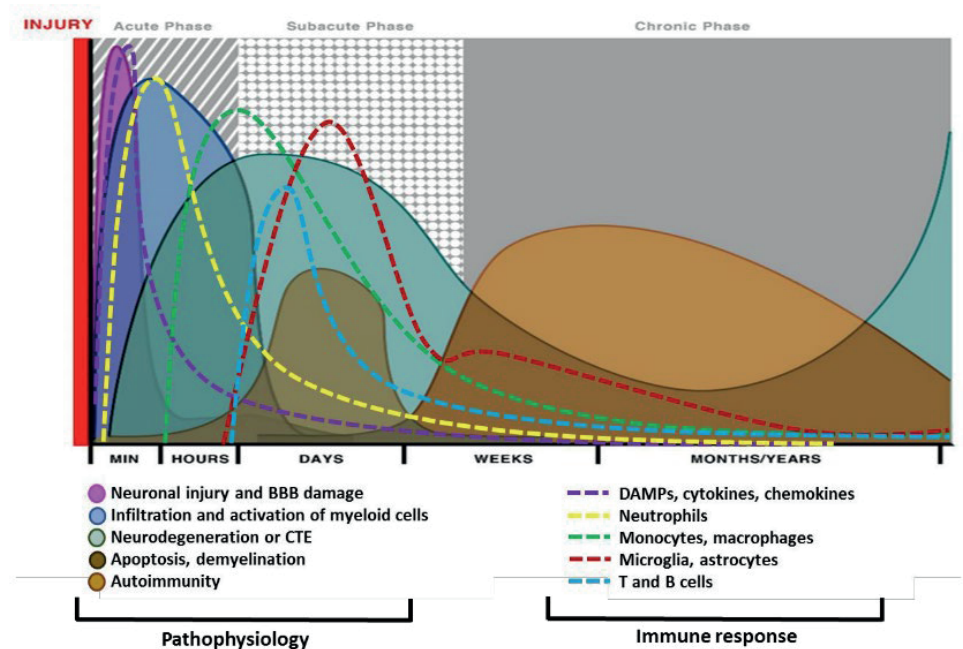 INJURY Acute Phase Subacute Phase Chronic Phase
MIN HOURS DAYS WEEKS MONTHS/YEARS
Neuronal injury and BBB damage
Infiltration and activation of myeloid cells
Neurodegeneration or CTE
Apoptosis, demyelination
Autoimmunity
DAMPs, cytokines, chemokines
Neutrophils
Monocytes, macrophages
Microglia, astrocytes
T and B cells
Pathophysiology
Immune response